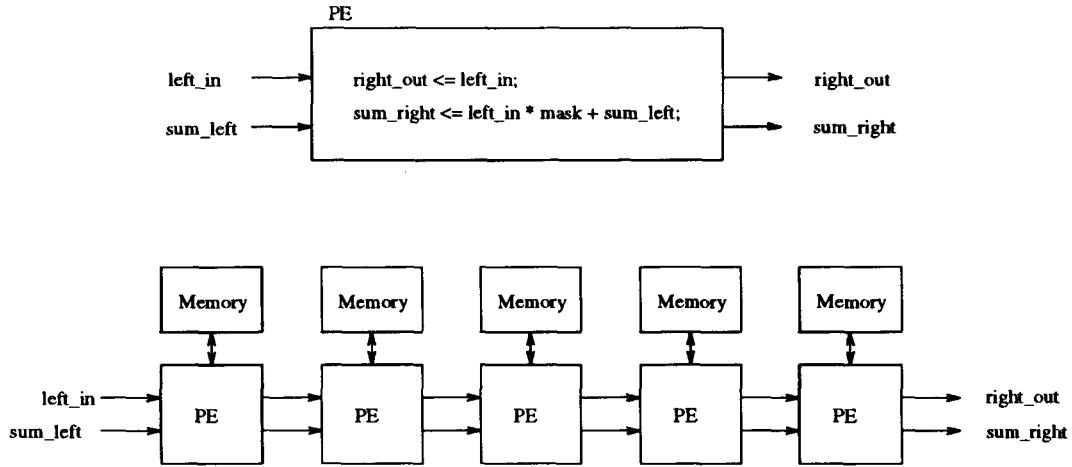 PE
left_in
right_out <= left_in;
right_out
sum_left
sum_right <= left_in * mask + sum_left;
sum_right
Memory
Memory
Memory
Memory
Memory
left_in
PE
PE
PE
PE
PE
right_out
sum_left
sum_right